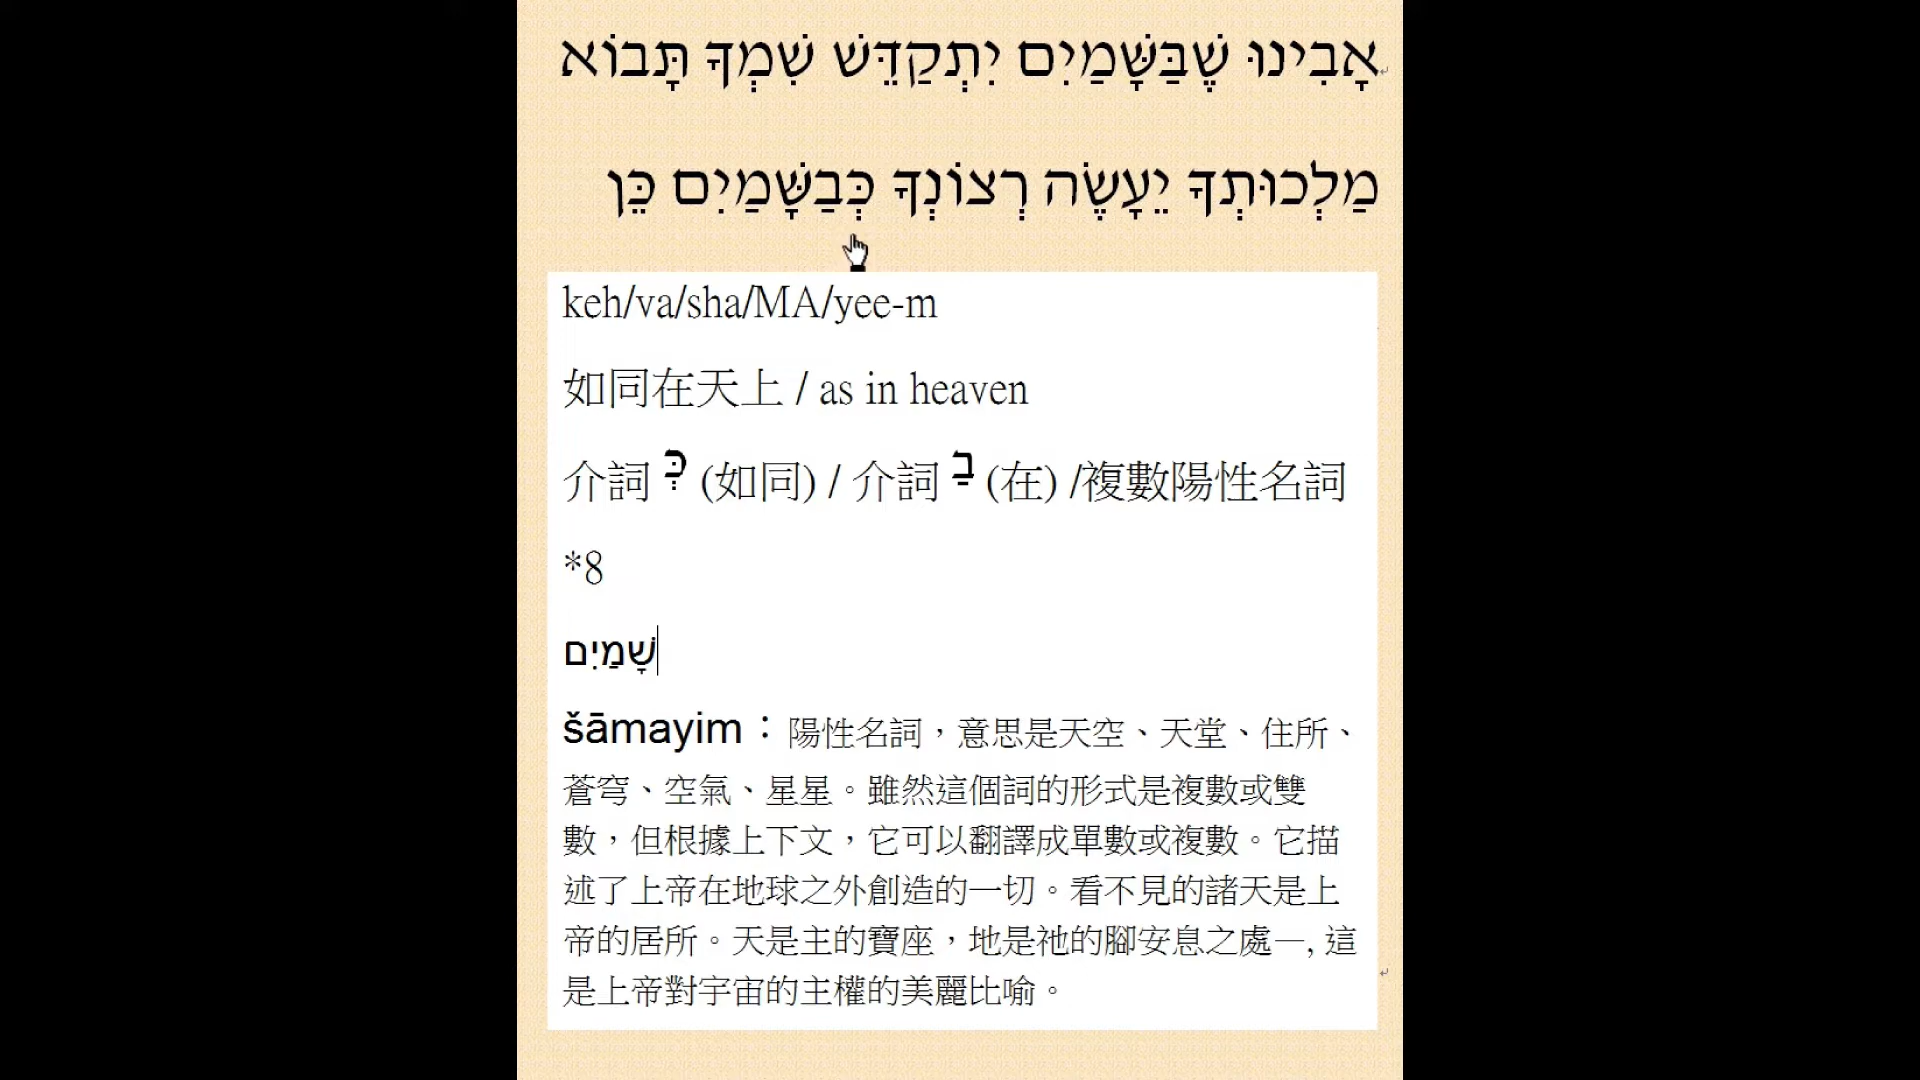 אָבִינוּ שֶׁבַּשָּׁמַיִם יִתְקַדֵּשׁ שִׁמְךָ תָּבוֹא
מַלְכוּתְךָ יֵעָשֶׂה רְצוֹנְךָ כְּבַשָּׁמַיִם כֵּן
keh/va/sha/MA/yee-m
如同在天上 / as in heaven
介詞 כְּ (如同) / 介詞 בַ (在) /複數陽性名詞
*8
שָׁמַיִם
šāmayim：陽性名詞，意思是天空、天堂、住所、
蒼穹、空氣、星星。雖然這個詞的形式是複數或雙
數，但根據上下文，它可以翻譯成單數或複數。它描
述了上帝在地球之外創造的一切。看不見的諸天是上
帝的居所。天是主的寶座，地是祂的腳安息之處—, 這
是上帝對宇宙的主權的美麗比喻。